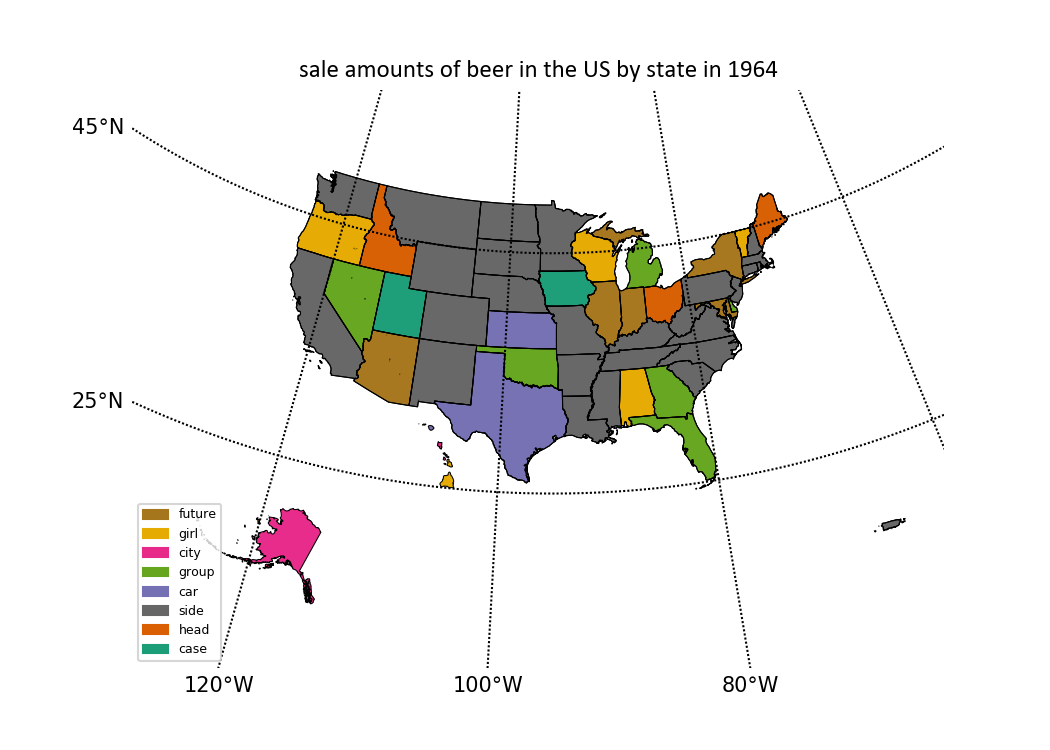 sale amounts of beer in the US by state in 1964
45°N
25°N
future
girl
city
group
car
side
head
case
120°W
100°W
80°W